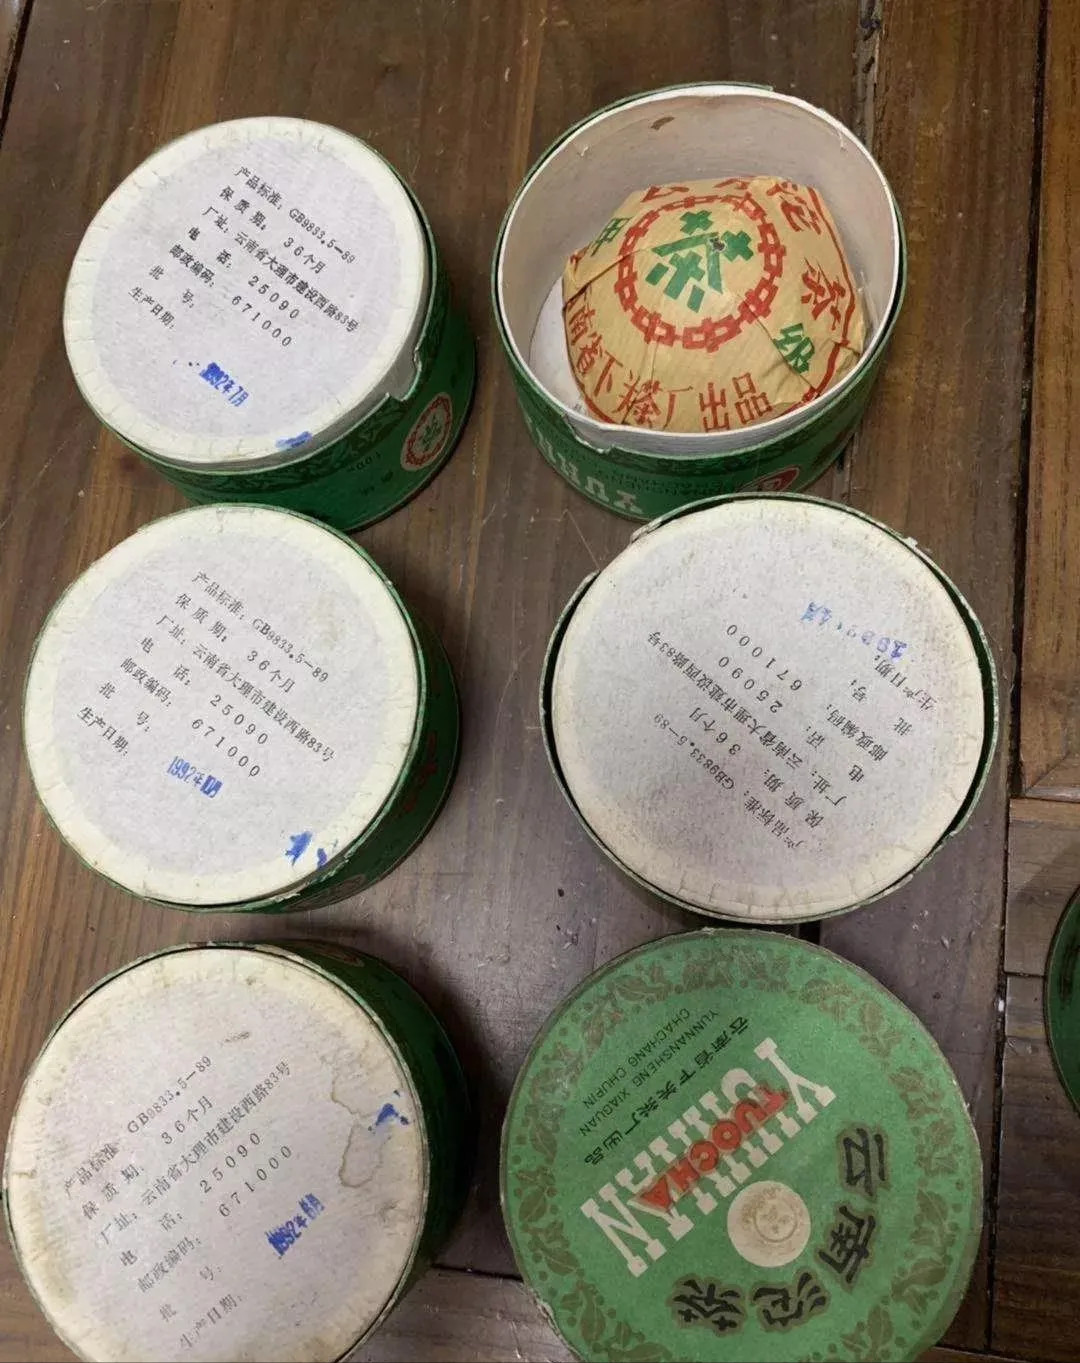 产品标准：GB9833.5—89
保 质 期：36个月
厂址：云南省大理市建设西路83号
电 话：25090
邮政编码：671000
批 号：
生产日期：
1992年7月
茶
云南省下关茶厂出品
沱
茶
甲
级
中
茶
产品标准：GB9833.5—89
保 质 期：36个月
厂址：云南省大理市建设西路83号
电 话：25090
邮政编码：671000
批 号：
生产日期：
1992年
产品标准：GB9833.5—89
保 质 期：36个月
厂址：云南省大理市建设西路83号
电 话：25090
邮政编码：671000
批 号：
生产日期：
产品标准：GB9833.5—89
保 质 期：36个月
厂址：云南省大理市建设西路83号
电 话：25090
邮政编码：671000
批 号：
生产日期：
1992年
云南省下关茶厂出品
YUNNANSHENG XIAGUAN
CHACHANG CHUPIN
YUNNAN
TUOCHA
云南沱茶